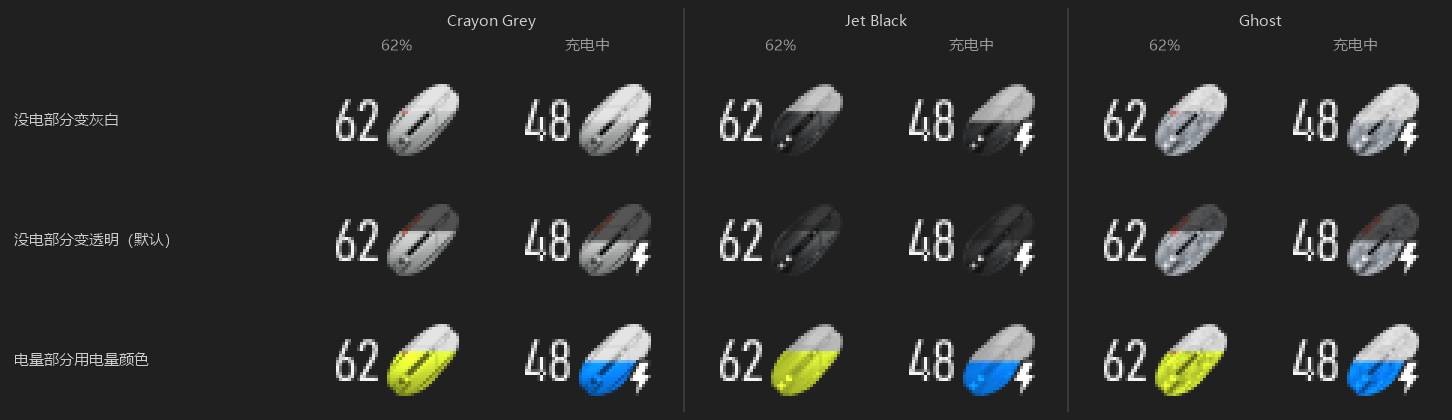 Crayon Grey Jet Black Ghost
62% 充电中 62% 充电中 62% 充电中
没电部分变灰白 62 48 62 48 62 48
没电部分变透明（默认） 62 48 62 48 62 48
电量部分用电量颜色 62 48 62 48 62 48